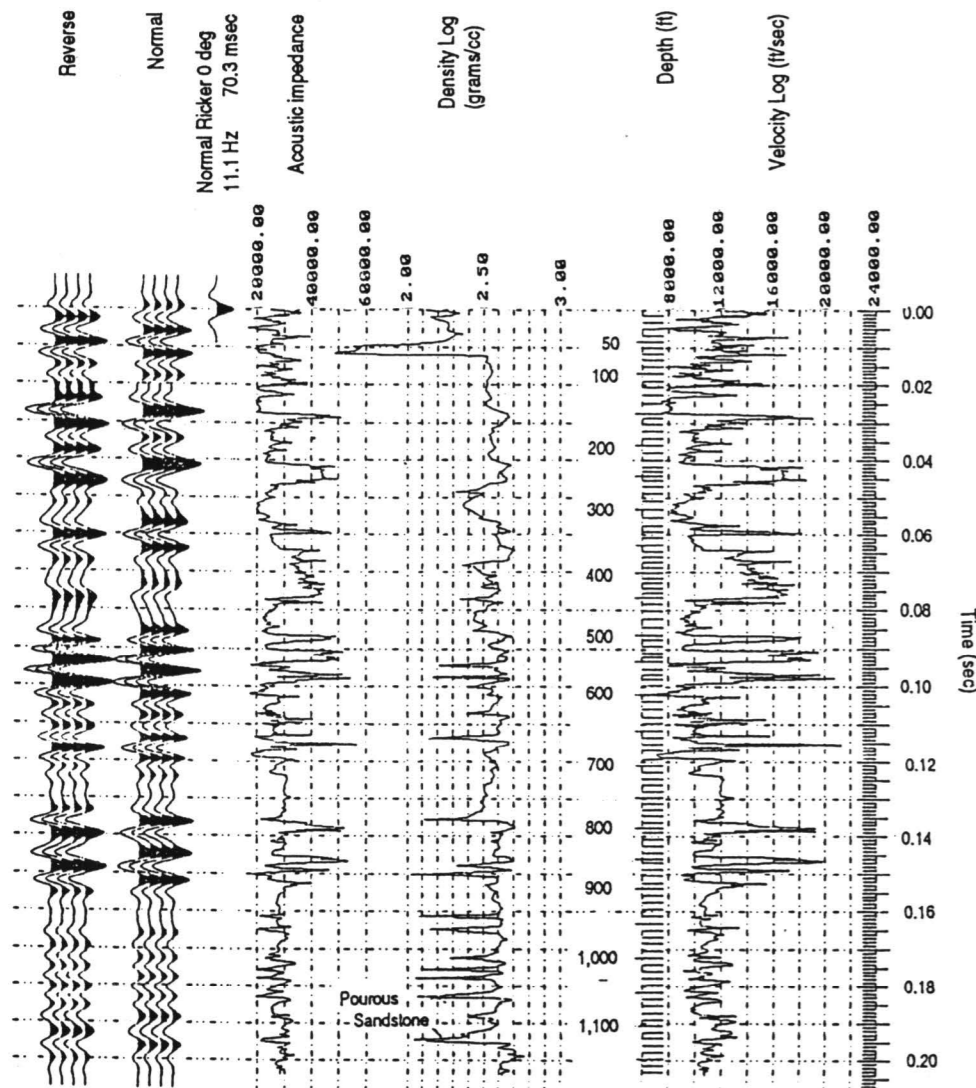 Reverse
Normal
Normal Ricker 0 deg
11.1 Hz 70.3 msec
Acoustic impedance
Density Log
(grams/cc)
Depth (ft)
Velocity Log (ft/sec)
20000.00
40000.00
60000.00
2.00
2.50
3.00
8000.00
12000.00
16000.00
20000.00
24000.00
0.00
50
100
0.02
200
0.04
300
0.06
400
0.08
500
Time (sec)
0.10
600
700
0.12
800
0.14
900
0.16
1,000
0.18
Pourous
Sandstone
1,100
0.20